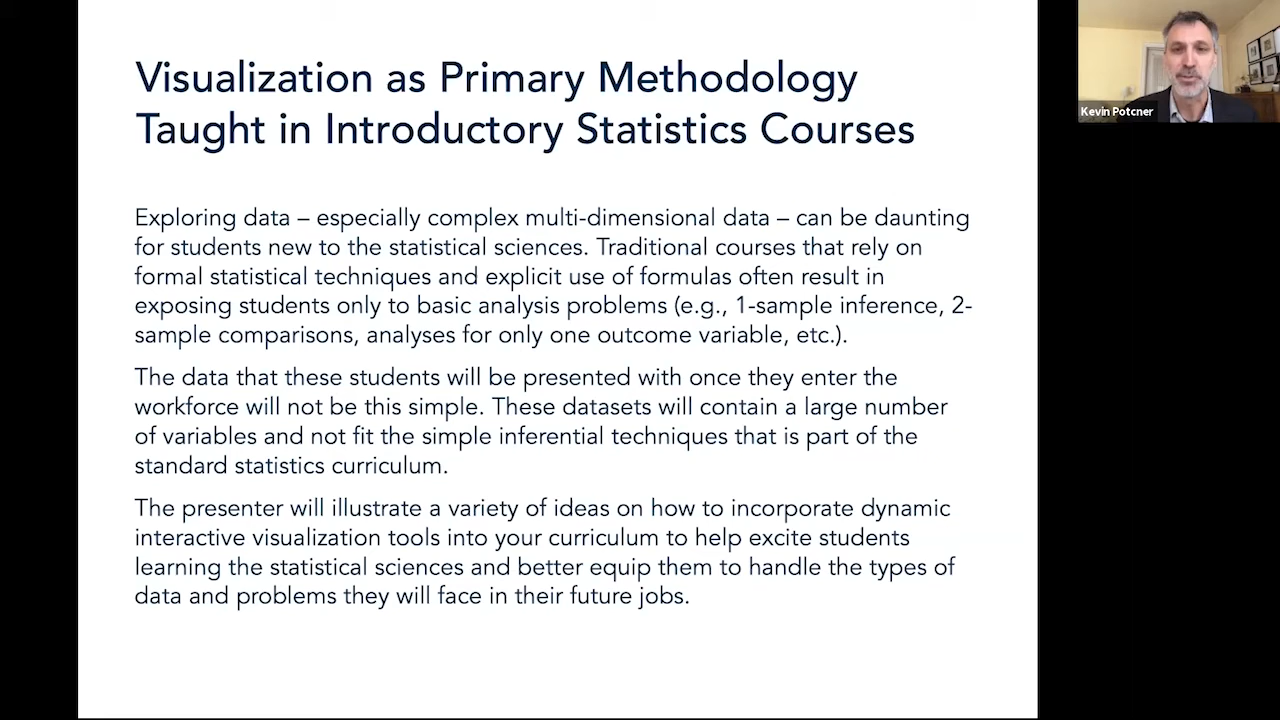 Visualization as Primary Methodology
Taught in Introductory Statistics Courses
Exploring data – especially complex multi-dimensional data – can be daunting
for students new to the statistical sciences. Traditional courses that rely on
formal statistical techniques and explicit use of formulas often result in
exposing students only to basic analysis problems (e.g., 1-sample inference, 2-
sample comparisons, analyses for only one outcome variable, etc.).
The data that these students will be presented with once they enter the
workforce will not be this simple. These datasets will contain a large number
of variables and not fit the simple inferential techniques that is part of the
standard statistics curriculum.
The presenter will illustrate a variety of ideas on how to incorporate dynamic
interactive visualization tools into your curriculum to help excite students
learning the statistical sciences and better equip them to handle the types of
data and problems they will face in their future jobs.
Kevin Potcner